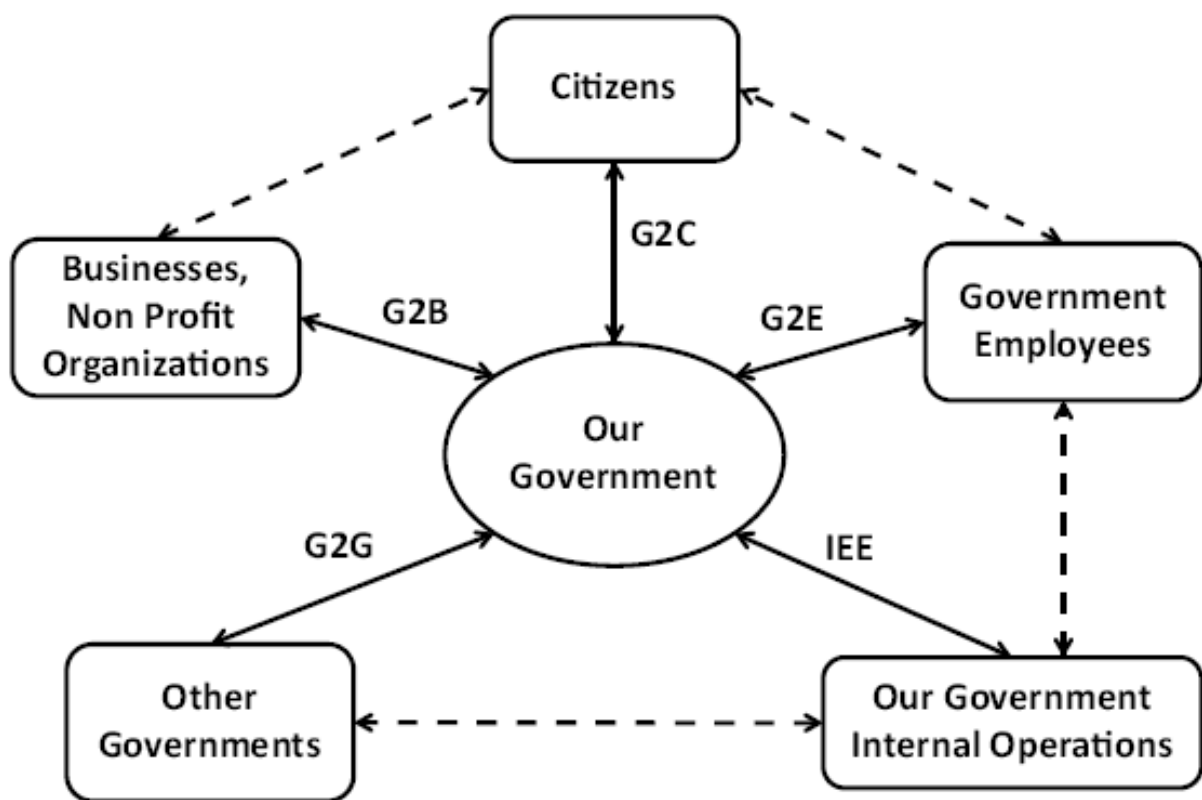 Citizens
G2C
Businesses,
Non Profit
Organizations
G2B
G2E
Government
Employees
Our
Government
G2G
IEE
Other
Governments
Our Government
Internal Operations